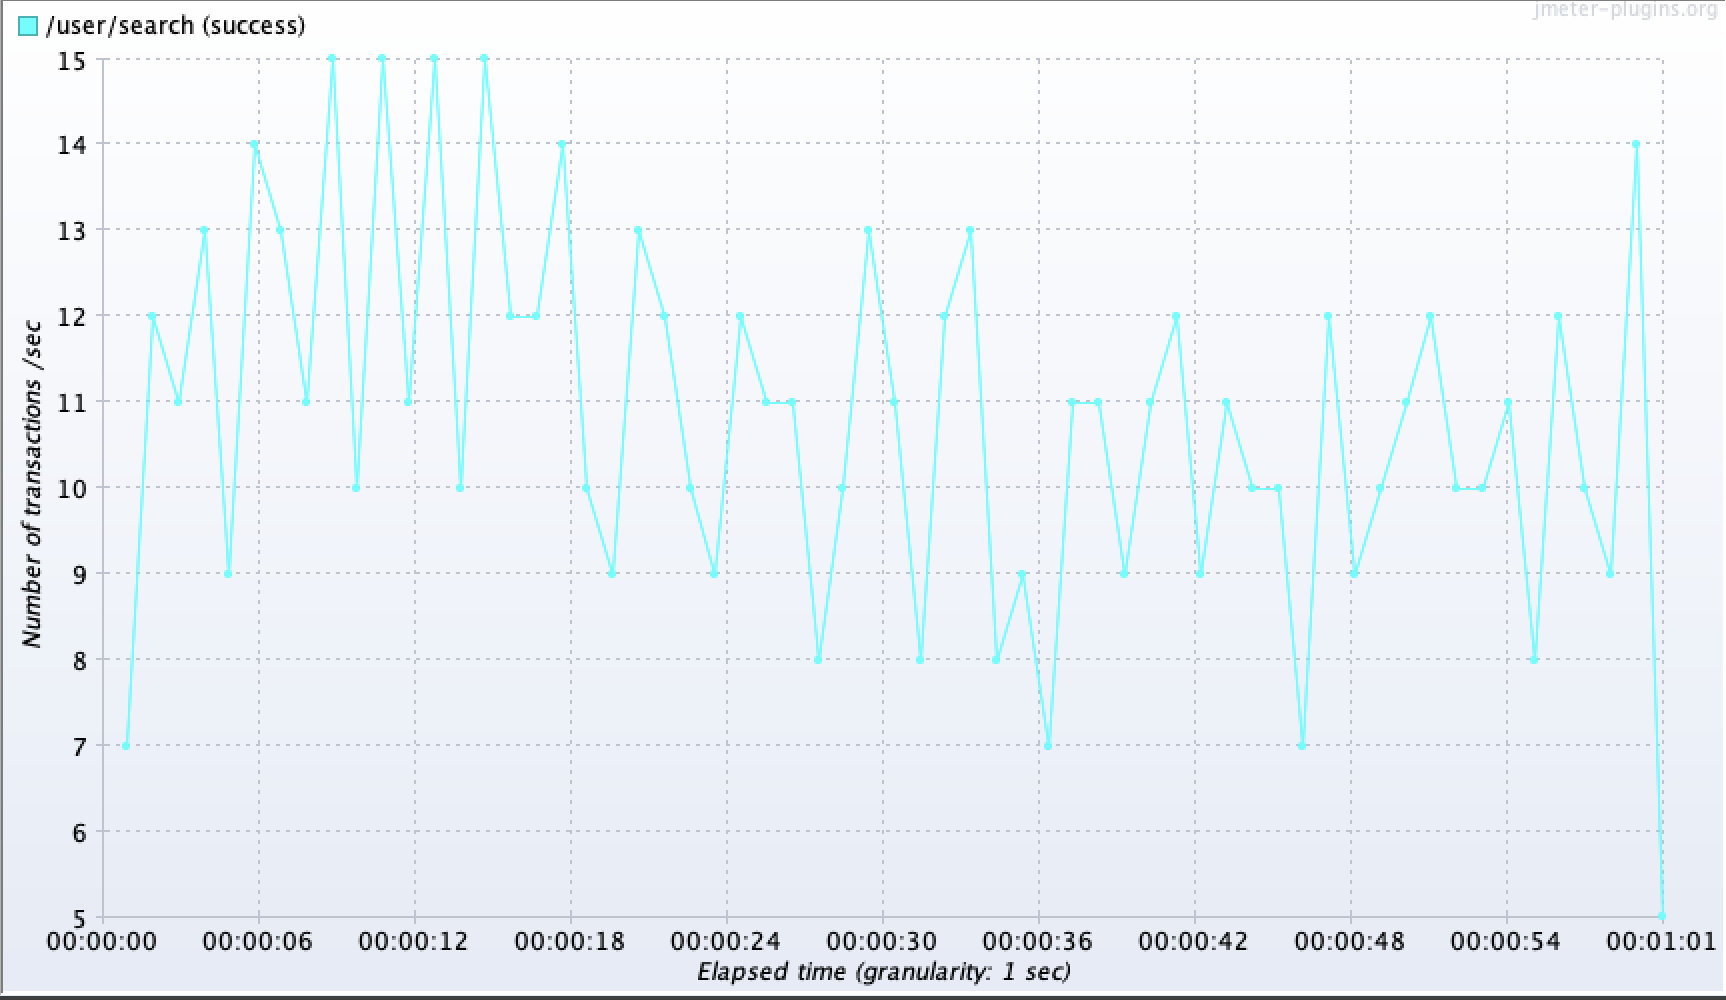 jmeter-plugins.org
/user/search (success)
15
14
13
12
11
10
9
8
7
6
5
Number of transactions /sec
00:00:00 00:00:06 00:00:12 00:00:18 00:00:24 00:00:30 00:00:36 00:00:42 00:00:48 00:00:54 00:01:01
Elapsed time (granularity: 1 sec)